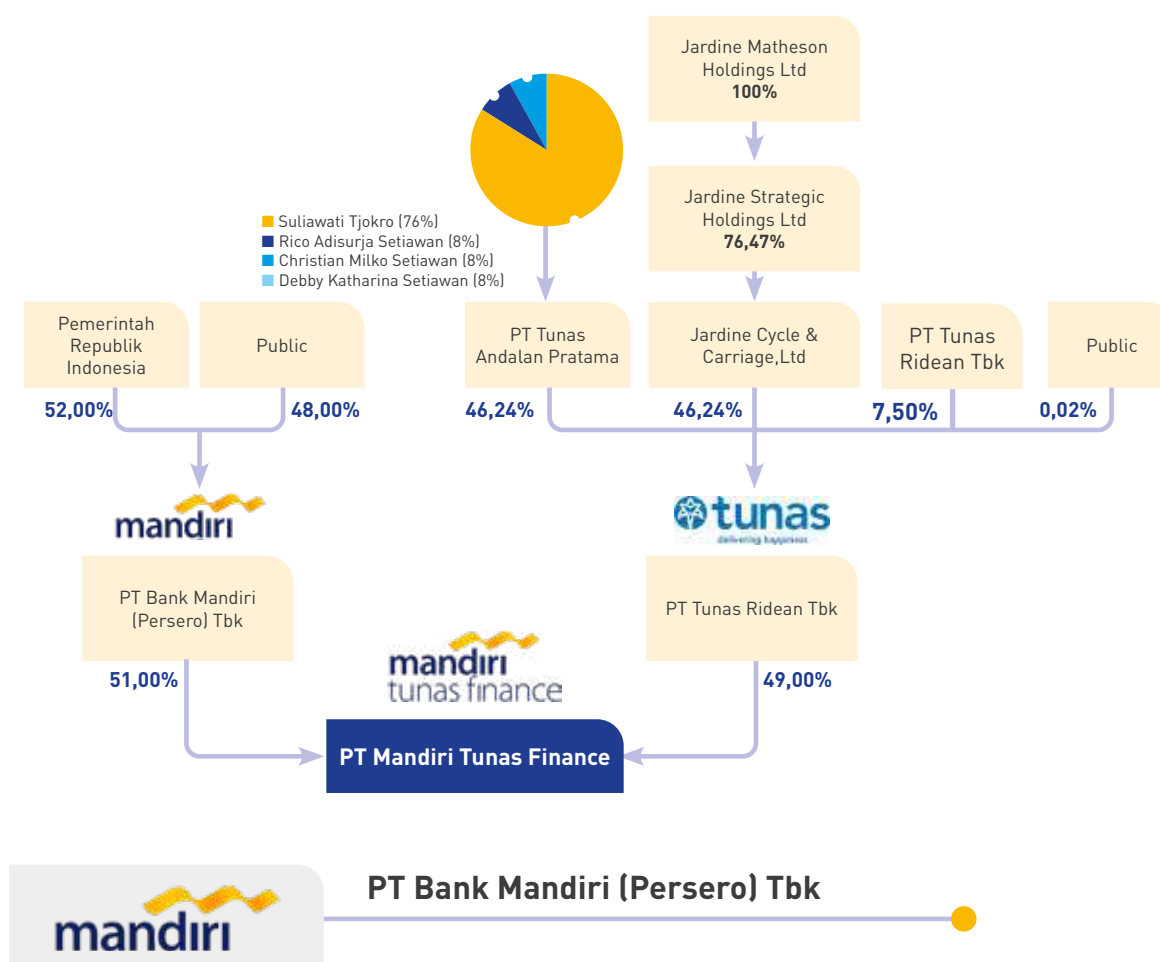 Jardine Matheson
Holdings Ltd
100%
Jardine Strategic
Holdings Ltd
76,47%
Suliawati Tjokro (76%)
Rico Adisurja Setiawan (8%)
Christian Milko Setiawan (8%)
Debby Katharina Setiawan (8%)
Pemerintah
Republik
Indonesia
Public
PT Tunas
Andalan Pratama
Jardine Cycle &
Carriage,Ltd
PT Tunas
Ridean Tbk
Public
52,00%
48,00%
46,24%
46,24%
7,50%
0,02%
mandiri
tunas
delivering happiness
PT Bank Mandiri
(Persero) Tbk
PT Tunas Ridean Tbk
mandiri
tunas finance
51,00%
49,00%
PT Mandiri Tunas Finance
PT Bank Mandiri (Persero) Tbk
mandiri